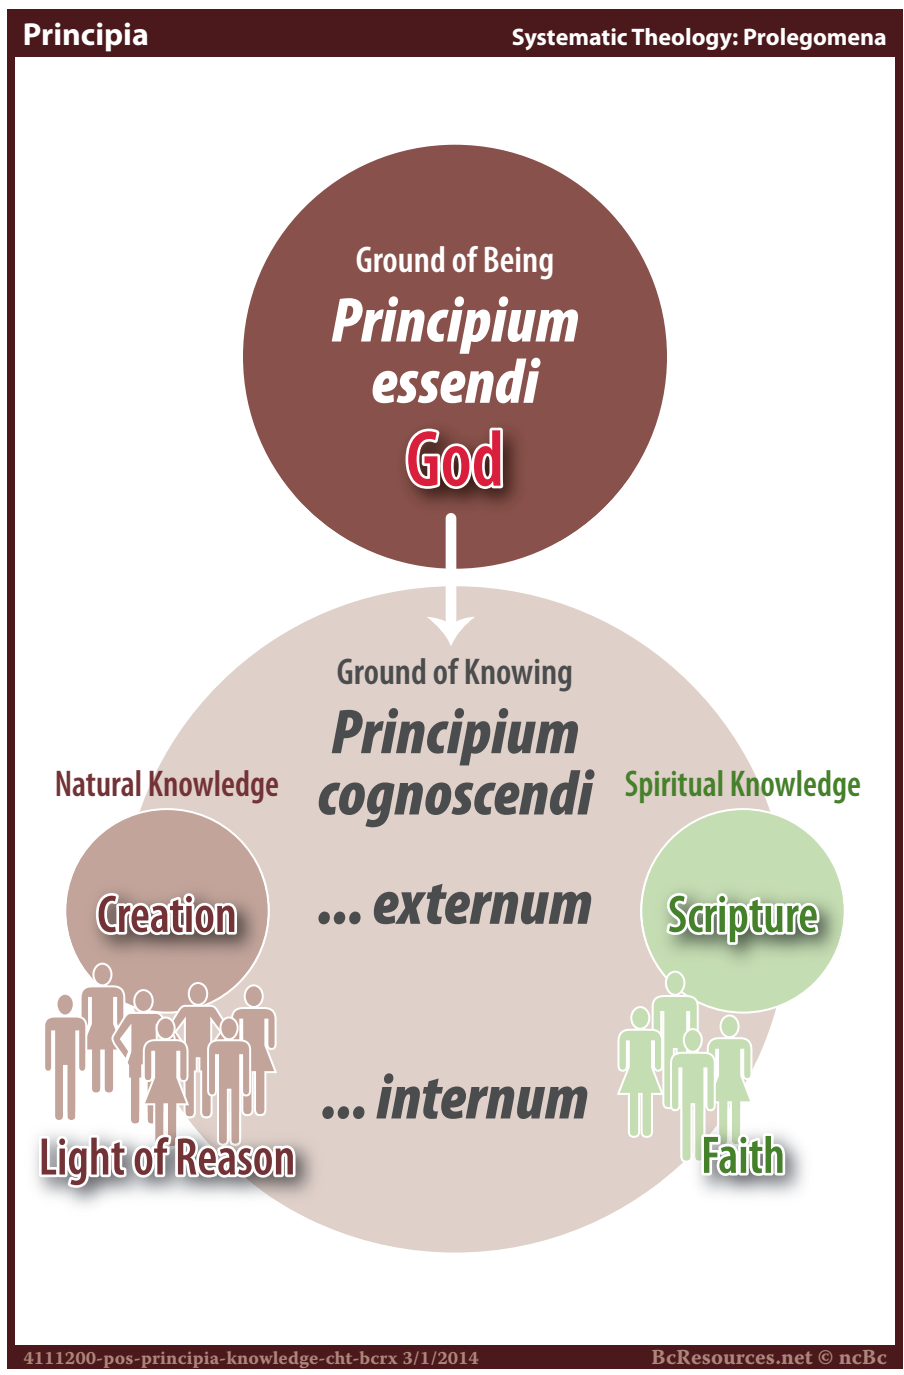 Principia
Systematic Theology: Prolegomena
Ground of Being
Principium
essendi
God
Ground of Knowing
Principium
cognoscendi
Natural Knowledge
Spiritual Knowledge
Creation
... externum
Scripture
... internum
Light of Reason
Faith
4111200-pos-principia-knowledge-cht-bcrx 3/1/2014
BcResources.net © ncBc